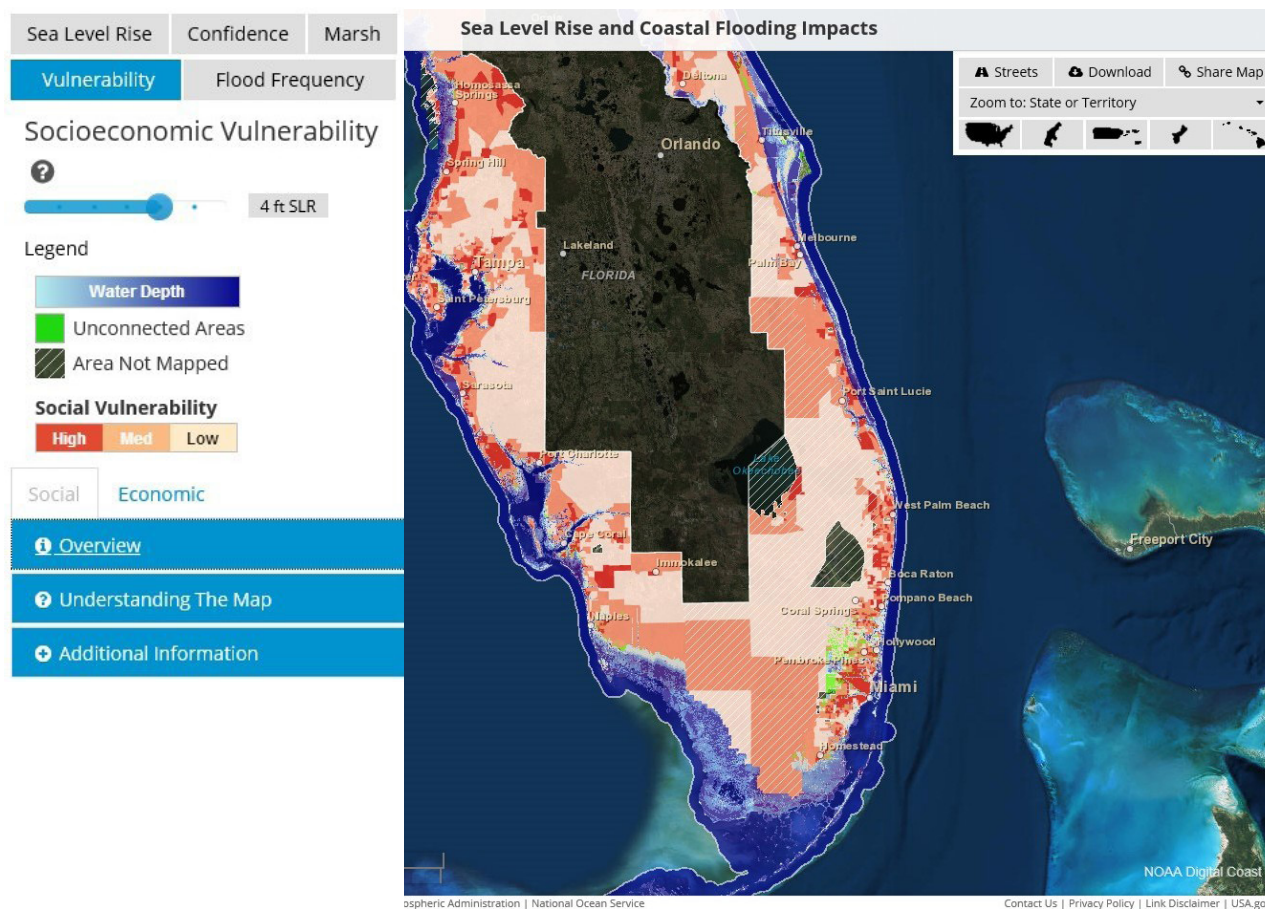 Sea Level Rise
Confidence
Marsh
Vulnerability
Flood Frequency
Socioeconomic Vulnerability
?
4 ft SLR
Legend
Water Depth
Unconnected Areas
Area Not Mapped
Social Vulnerability
High
Med
Low
Social
Economic
Overview
Understanding The Map
Additional Information
Sea Level Rise and Coastal Flooding Impacts
Streets
Download
Share Map
Zoom to: State or Territory
Deltona
Homosassa
Springs
Titusville
Orlando
Spring Hill
Melbourne
Lakeland
Tampa
Palm Bay
FLORIDA
Saint Petersburg
Sarasota
Port Saint Lucie
Port Charlotte
Lake
Okeechobee
West Palm Beach
Cape Coral
Freeport City
Immokalee
Boca Raton
Pompano Beach
Coral Springs
Naples
Hollywood
Pembroke Pines
Miami
Homestead
NOAA Digital Coast
ospheric Administration | National Ocean Service
Contact Us | Privacy Policy | Link Disclaimer | USA.go